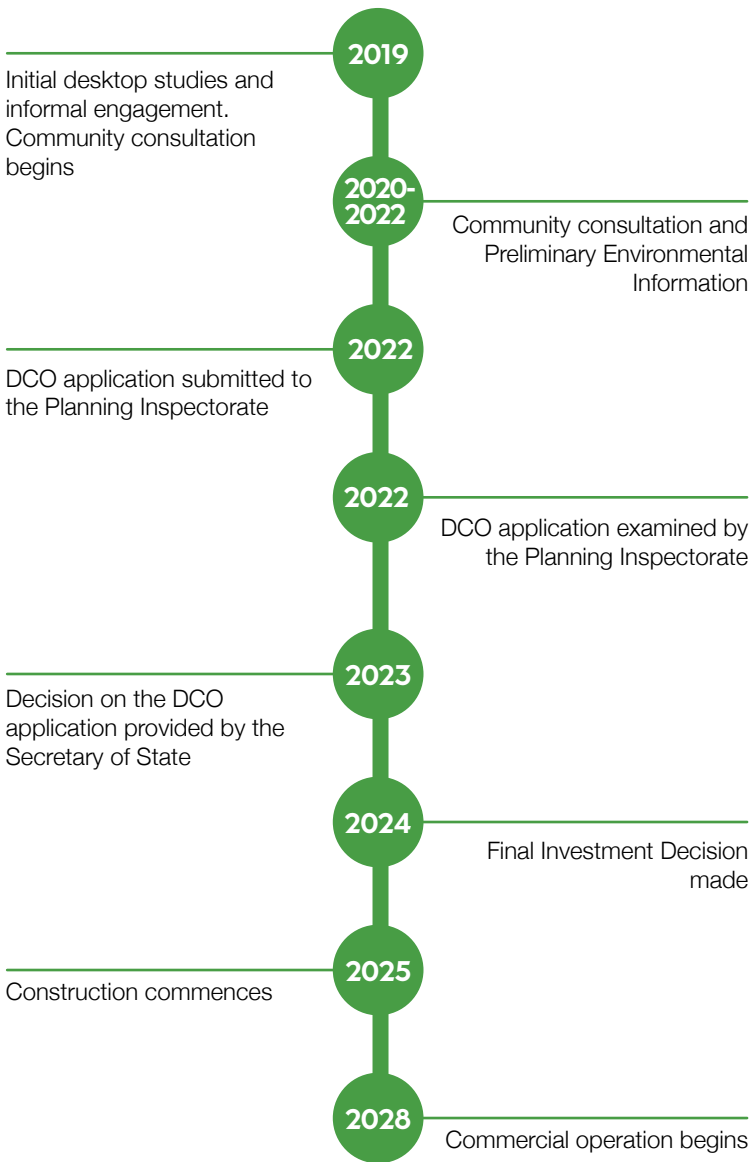 2019
Initial desktop studies and
informal engagement.
Community consultation
begins
2020-
2022
Community consultation and
Preliminary Environmental
Information
2022
DCO application submitted to
the Planning Inspectorate
2022
DCO application examined by
the Planning Inspectorate
2023
Decision on the DCO
application provided by the
Secretary of State
2024
Final Investment Decision
made
2025
Construction commences
2028
Commercial operation begins